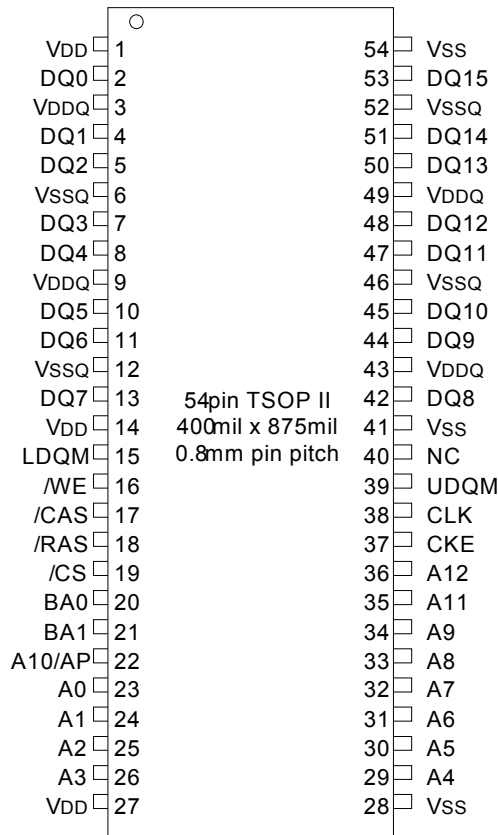 VDD 1 54 VSS
DQ0 2 53 DQ15
VDDQ 3 52 VSSQ
DQ1 4 51 DQ14
DQ2 5 50 DQ13
VSSQ 6 49 VDDQ
DQ3 7 48 DQ12
DQ4 8 47 DQ11
VDDQ 9 46 VSSQ
DQ5 10 45 DQ10
DQ6 11 44 DQ9
VSSQ 12 43 VDDQ
DQ7 13 54pin TSOP II 42 DQ8
VDD 14 400mil x 875mil 41 VSS
LDQM 15 0.8mm pin pitch 40 NC
/WE 16 39 UDQM
/CAS 17 38 CLK
/RAS 18 37 CKE
/CS 19 36 A12
BA0 20 35 A11
BA1 21 34 A9
A10/AP 22 33 A8
A0 23 32 A7
A1 24 31 A6
A2 25 30 A5
A3 26 29 A4
VDD 27 28 VSS